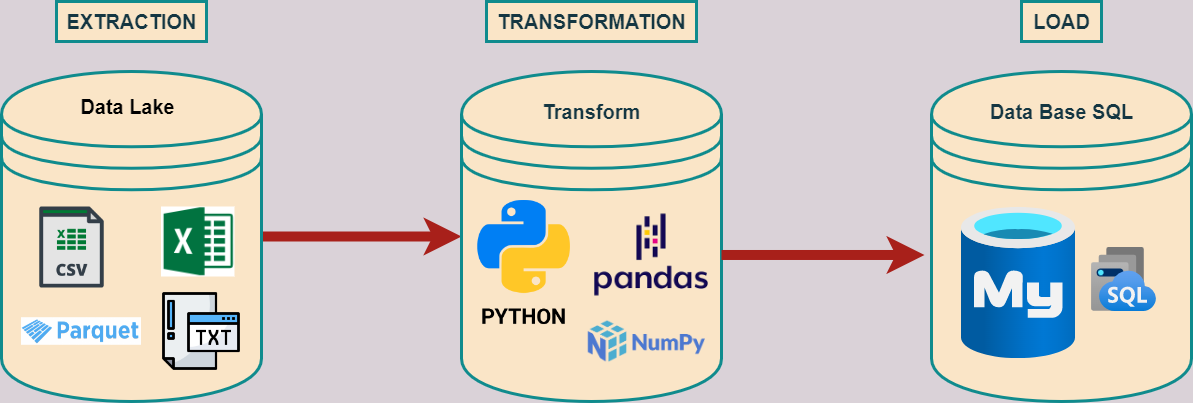 EXTRACTION
TRANSFORMATION
LOAD
Data Lake
Transform
Data Base SQL
CSV
X
Parquet
TXT
PYTHON
pandas
NumPy
My
SQL